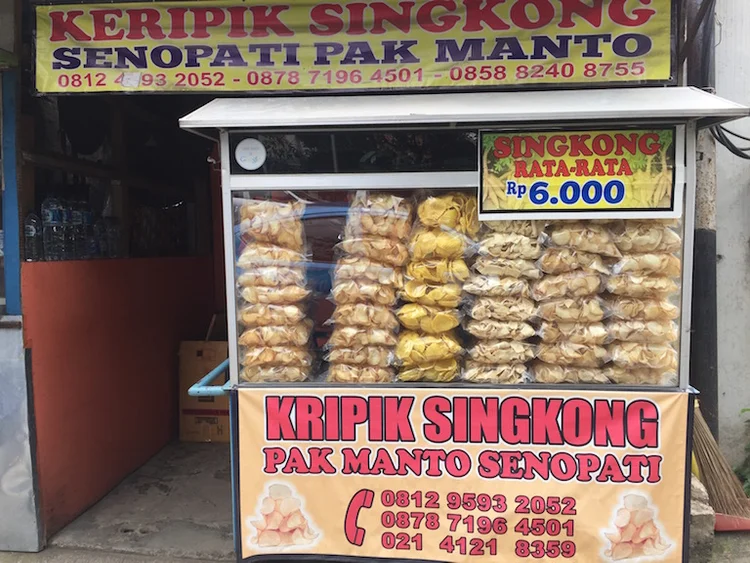 KERIPIK SINGKONG
SENOPATI PAK MANTO
0812 9593 2052 - 0878 7196 4501 - 0858 8240 8755
SINGKONG
RATA-RATA
Rp 6.000
KRIPIK SINGKONG
PAK MANTO SENOPATI
0812 9593 2052
0878 7196 4501
021 4121 8359